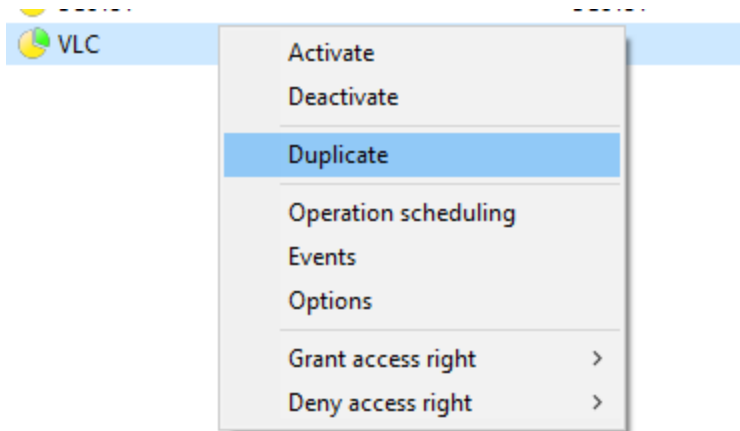 VLC
Activate
Deactivate
Duplicate
Operation scheduling
Events
Options
Grant access right
Deny access right